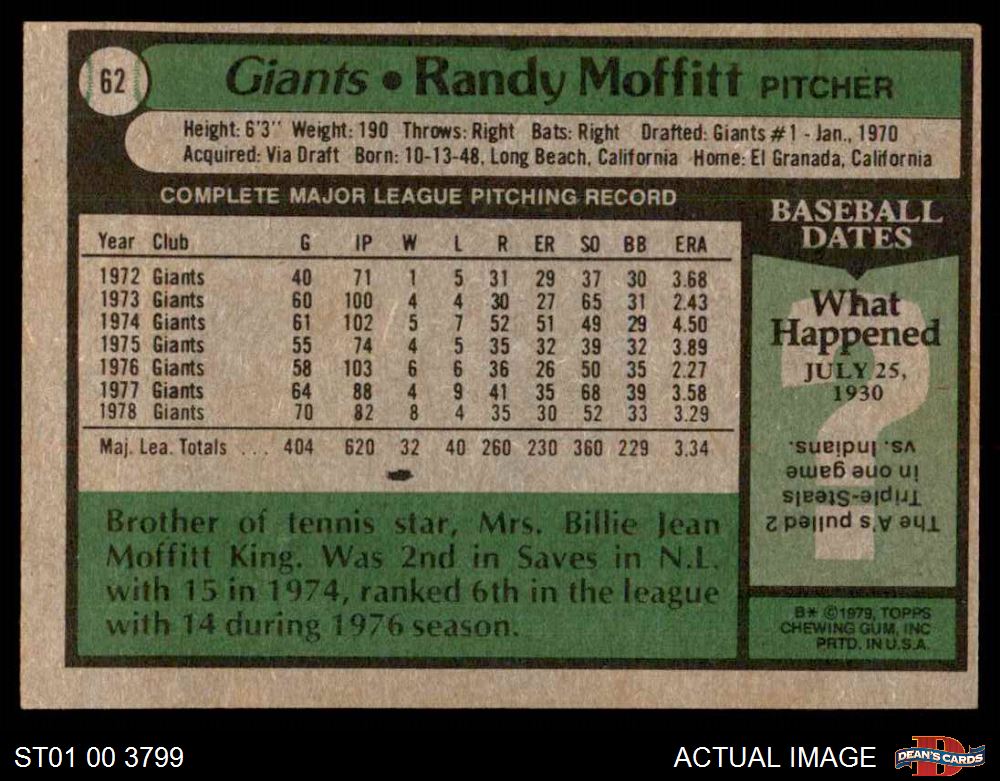 62
Giants • Randy Moffitt PITCHER
Height: 6'3" Weight: 190 Throws: Right Bats: Right Drafted: Giants #1 - Jan., 1970
Acquired: Via Draft Born: 10-13-48, Long Beach, California Home: El Granada, California
COMPLETE MAJOR LEAGUE PITCHING RECORD
Year Club G IP W L R ER SO BB ERA
1972 Giants 40 71 1 5 31 29 37 30 3.68
1973 Giants 60 100 4 4 30 27 65 31 2.43
1974 Giants 61 102 5 7 52 51 49 29 4.50
1975 Giants 55 74 4 5 35 32 39 32 3.89
1976 Giants 58 103 6 6 36 26 50 35 2.27
1977 Giants 64 88 4 9 41 35 68 39 3.58
1978 Giants 70 82 8 4 35 30 52 33 3.29
Maj. Lea. Totals ... 404 620 32 40 260 230 360 229 3.34
Brother of tennis star, Mrs. Billie Jean
Moffitt King. Was 2nd in Saves in N.L.
with 15 in 1974, ranked 6th in the league
with 14 during 1976 season.
BASEBALL
DATES
What
Happened
JULY 25,
1930
The A's pulled 2
Triple-Steals
in one game
vs. Indians.
B* ©1979, TOPPS
CHEWING GUM, INC
PRTD. IN U.S.A.
ST01 00 3799
ACTUAL IMAGE
D
DEAN'S CARDS